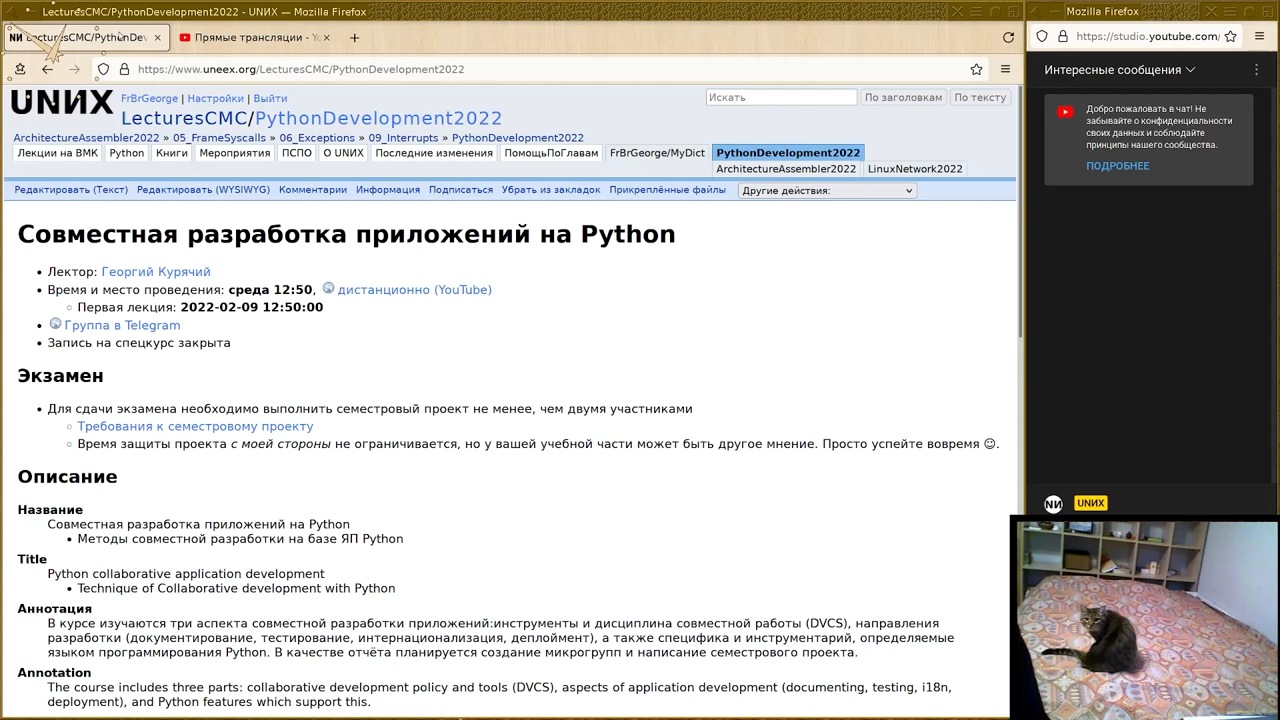 LecturesCMC/PythonDevelopment2022 - UNИX — Mozilla Firefox
Mozilla Firefox
NИ LecturesCMC/PythonDev
Прямые трансляции - Yo
https://www.uneex.org/LecturesCMC/PythonDevelopment2022
https://studio.youtube.com/
UNИX
FrBrGeorge | Настройки | Выйти
Искать
По заголовкам
По тексту
LecturesCMC/PythonDevelopment2022
ArchitectureAssembler2022 » 05_FrameSyscalls » 06_Exceptions » 09_Interrupts » PythonDevelopment2022
Лекции на ВМК Python Книги Мероприятия ПСПО О UNIX Последние изменения ПомощьПоГлавам FrBrGeorge/MyDict PythonDevelopment2022
ArchitectureAssembler2022 LinuxNetwork2022
Редактировать (Текст) Редактировать (WYSIWYG) Комментарии Информация Подписаться Убрать из закладок Прикреплённые файлы Другие действия:
Совместная разработка приложений на Python
• Лектор: Георгий Курячий
• Время и место проведения: среда 12:50, дистанционно (YouTube)
◦ Первая лекция: 2022-02-09 12:50:00
• Группа в Telegram
• Запись на спецкурс закрыта
Экзамен
• Для сдачи экзамена необходимо выполнить семестровый проект не менее, чем двумя участниками
◦ Требования к семестровому проекту
◦ Время защиты проекта с моей стороны не ограничивается, но у вашей учебной части может быть другое мнение. Просто успейте вовремя ☺.
Описание
Название
Совместная разработка приложений на Python
• Методы совместной разработки на базе ЯП Python
Title
Python collaborative application development
• Technique of Collaborative development with Python
Аннотация
В курсе изучаются три аспекта совместной разработки приложений:инструменты и дисциплина совместной работы (DVCS), направления
разработки (документирование, тестирование, интернационализация, деплоймент), а также специфика и инструментарий, определяемые
языком программирования Python. В качестве отчёта планируется создание микрогрупп и написание семестрового проекта.
Annotation
The course includes three parts: collaborative development policy and tools (DVCS), aspects of application development (documenting, testing, i18n,
deployment), and Python features which support this.
Интересные сообщения
Добро пожаловать в чат! Не
забывайте о конфиденциальности
своих данных и соблюдайте
принципы нашего сообщества.
ПОДРОБНЕЕ
NИ UNИX